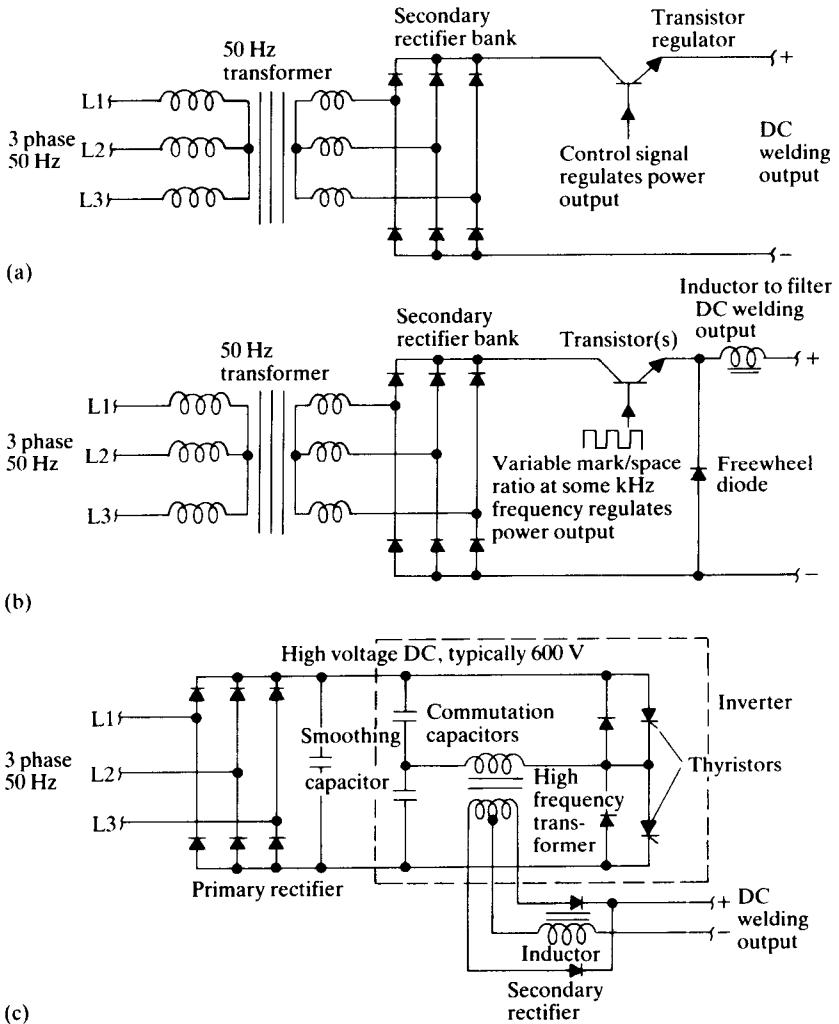 Secondary
rectifier bank
Transistor
regulator
50 Hz
transformer
+
L1
3 phase
50 Hz
L2
L3
Control signal
regulates power
output
DC
welding
output
−
(a)
Inductor to filter
DC welding
output
Secondary
rectifier bank
Transistor(s)
50 Hz
transformer
+
L1
3 phase
50 Hz
L2
L3
Variable mark/space
ratio at some kHz
frequency regulates
power output
Freewheel
diode
−
(b)
High voltage DC, typically 600 V
Inverter
L1
3 phase
50 Hz
L2
L3
Smoothing
capacitor
Commutation
capacitors
Thyristors
High
frequency
trans-
former
Primary rectifier
+
−
DC
welding
output
Inductor
Secondary
rectifier
(c)